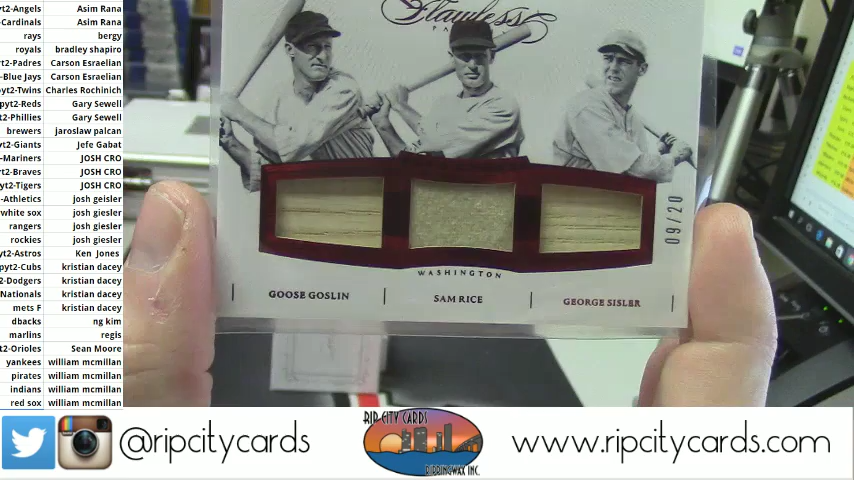 yt2-Angels Asim Rana
-Cardinals Asim Rana
rays bergy
royals bradley shapiro
yt2-Padres Carson Esraelian
-Blue Jays Carson Esraelian
pyt2-Twins Charles Rochinich
pyt2-Reds Gary Sewell
t2-Phillies Gary Sewell
brewers jaroslaw palcan
pyt2-Giants Jefe Gabat
-Mariners JOSH CRO
yt2-Braves JOSH CRO
pyt2-Tigers JOSH CRO
-Athletics josh geisler
white sox josh giesler
rangers josh giesler
rockies josh giesler
pyt2-Astros Ken Jones
pyt2-Cubs kristian dacey
2-Dodgers kristian dacey
Nationals kristian dacey
mets F kristian dacey
dbacks ng kim
marlins regis
t2-Orioles Sean Moore
yankees william mcmillan
pirates william mcmillan
indians william mcmillan
red sox william mcmillan
Flawless
09/20
WASHINGTON
GOOSE GOSLIN
SAM RICE
GEORGE SISLER
@ripcitycards
RIP CITY CARDS
RIPPINGWAX INC.
www.ripcitycards.com